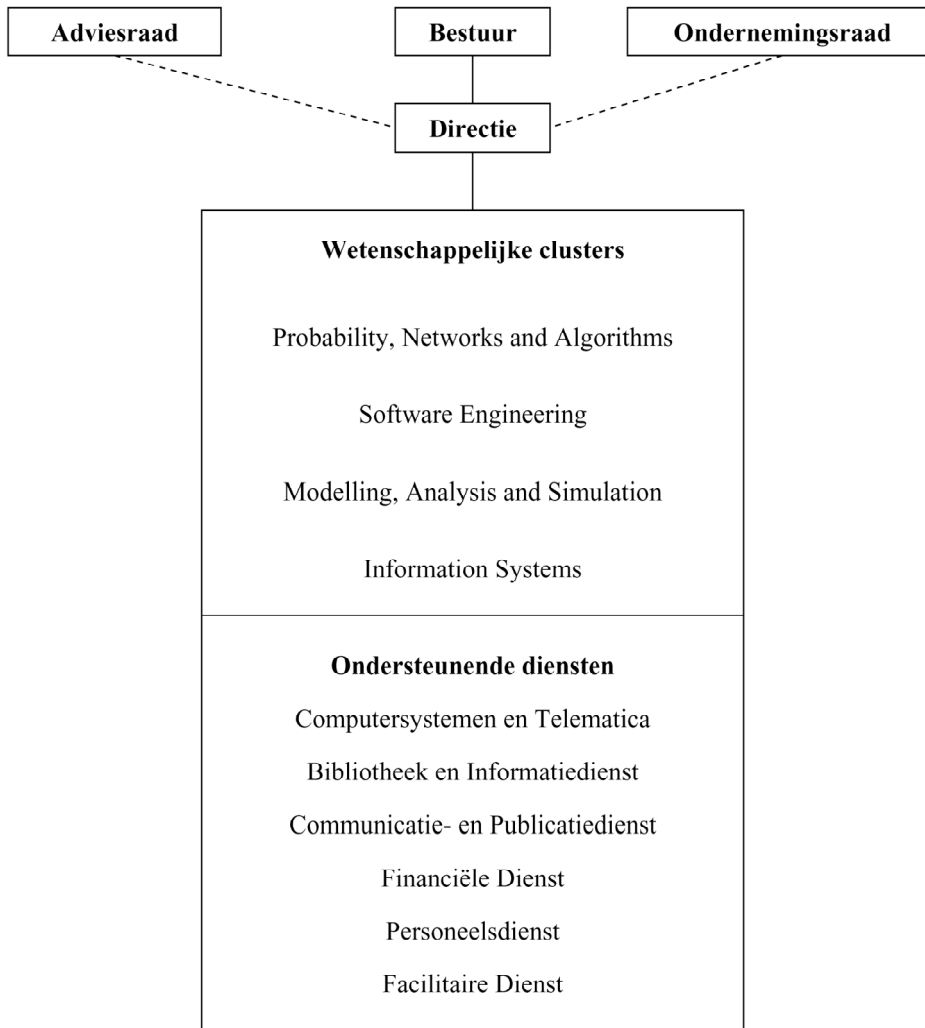 Adviesraad
Bestuur
Ondernemingsraad
Directie
Wetenschappelijke clusters
Probability, Networks and Algorithms
Software Engineering
Modelling, Analysis and Simulation
Information Systems
Ondersteunende diensten
Computersystemen en Telematica
Bibliotheek en Informatiedienst
Communicatie- en Publicatiedienst
Financiële Dienst
Personeelsdienst
Facilitaire Dienst